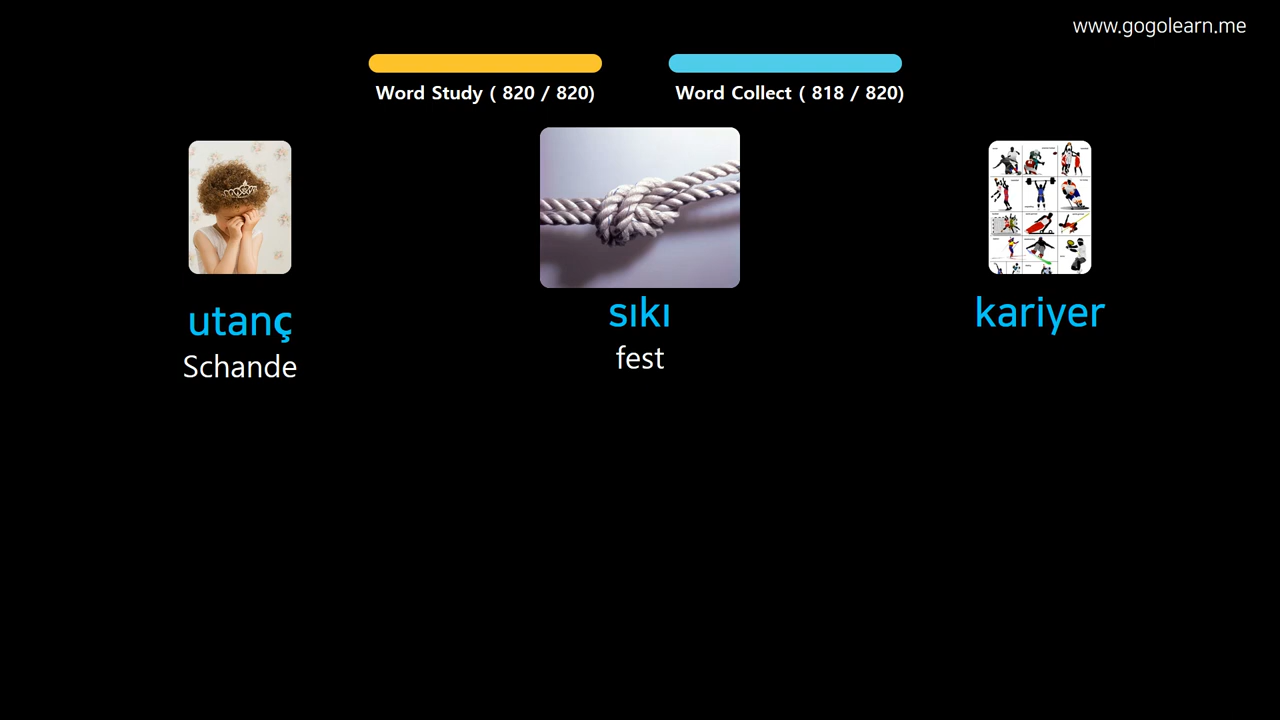 www.gogolearn.me
Word Study ( 820 / 820)
Word Collect ( 818 / 820)
utanç
Schande
sıkı
fest
kariyer